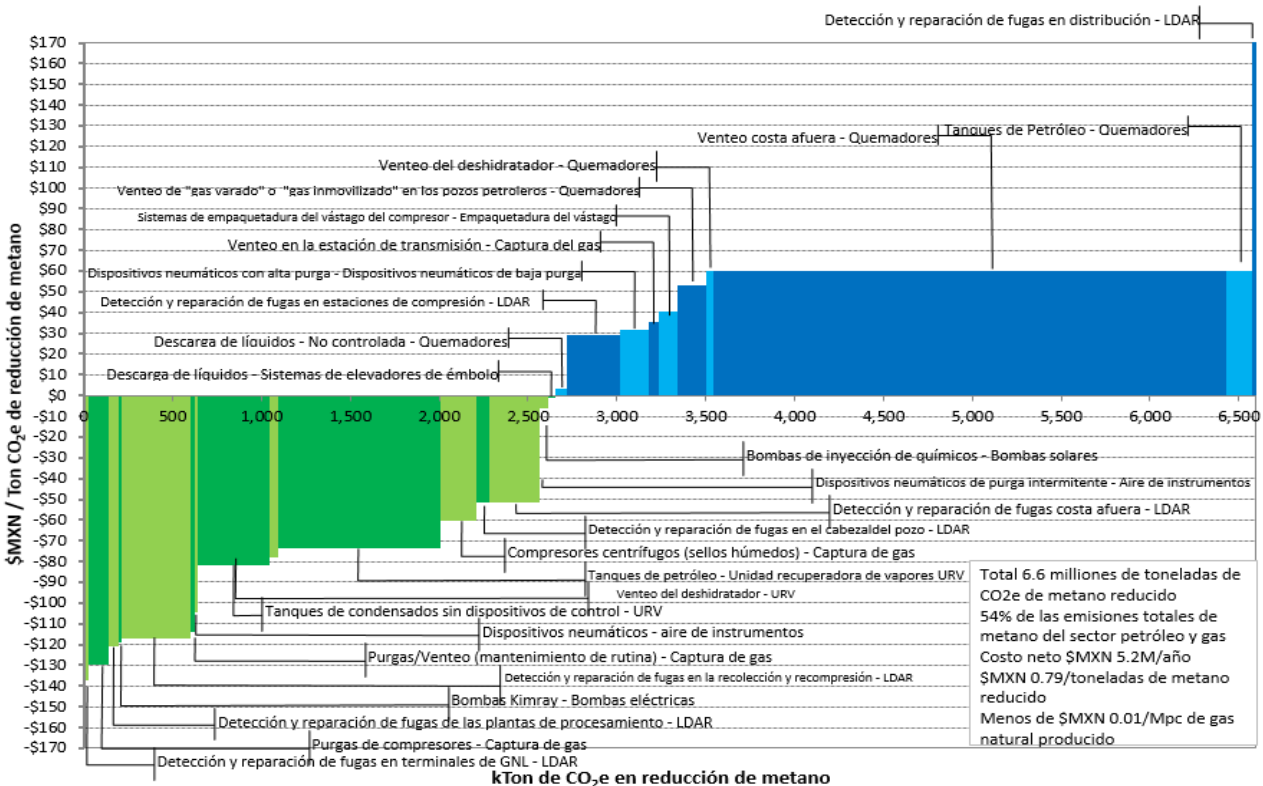 Detección y reparación de fugas en distribución - LDAR
$170
$160
$150
$140
$130
$120
$110
$100
$90
$80
$70
$60
$50
$40
$30
$20
$10
$0
-$10
-$20
-$30
-$40
-$50
-$60
-$70
-$80
-$90
-$100
-$110
-$120
-$130
-$140
-$150
-$160
-$170
$MXN / Ton CO₂e de reducción de metano
Tanques de Petróleo - Quemadores
Venteo costa afuera - Quemadores
Venteo del deshidratador - Quemadores
Venteo de "gas varado" o "gas inmovilizado" en los pozos petroleros - Quemadores
Sistemas de empaquetadura del vástago del compresor - Empaquetadura del vástago
Venteo en la estación de transmisión - Captura del gas
Dispositivos neumáticos con alta purga - Dispositivos neumáticos de baja purga
Detección y reparación de fugas en estaciones de compresión - LDAR
Descarga de líquidos - No controlada - Quemadores
Descarga de líquidos - Sistemas de elevadores de émbolo
0 500 1,000 1,500 2,000 2,500 3,000 3,500 4,000 4,500 5,000 5,500 6,000 6,500
Bombas de inyección de químicos - Bombas solares
Dispositivos neumáticos de purga intermitente - Aire de instrumentos
Detección y reparación de fugas costa afuera - LDAR
Detección y reparación de fugas en el cabezaldel pozo - LDAR
Compresores centrífugos (sellos húmedos) - Captura de gas
Tanques de petróleo - Unidad recuperadora de vapores URV
Venteo del deshidratador - URV
Tanques de condensados sin dispositivos de control - URV
Dispositivos neumáticos - aire de instrumentos
Purgas/Venteo (mantenimiento de rutina) - Captura de gas
Detección y reparación de fugas en la recolección y recompresión - LDAR
Bombas Kimray - Bombas eléctricas
Detección y reparación de fugas de las plantas de procesamiento - LDAR
Purgas de compresores - Captura de gas
Detección y reparación de fugas en terminales de GNL - LDAR
Total 6.6 millones de toneladas de
CO2e de metano reducido
54% de las emisiones totales de
metano del sector petróleo y gas
Costo neto $MXN 5.2M/año
$MXN 0.79/toneladas de metano
reducido
Menos de $MXN 0.01/Mpc de gas
natural producido
kTon de CO₂e en reducción de metano